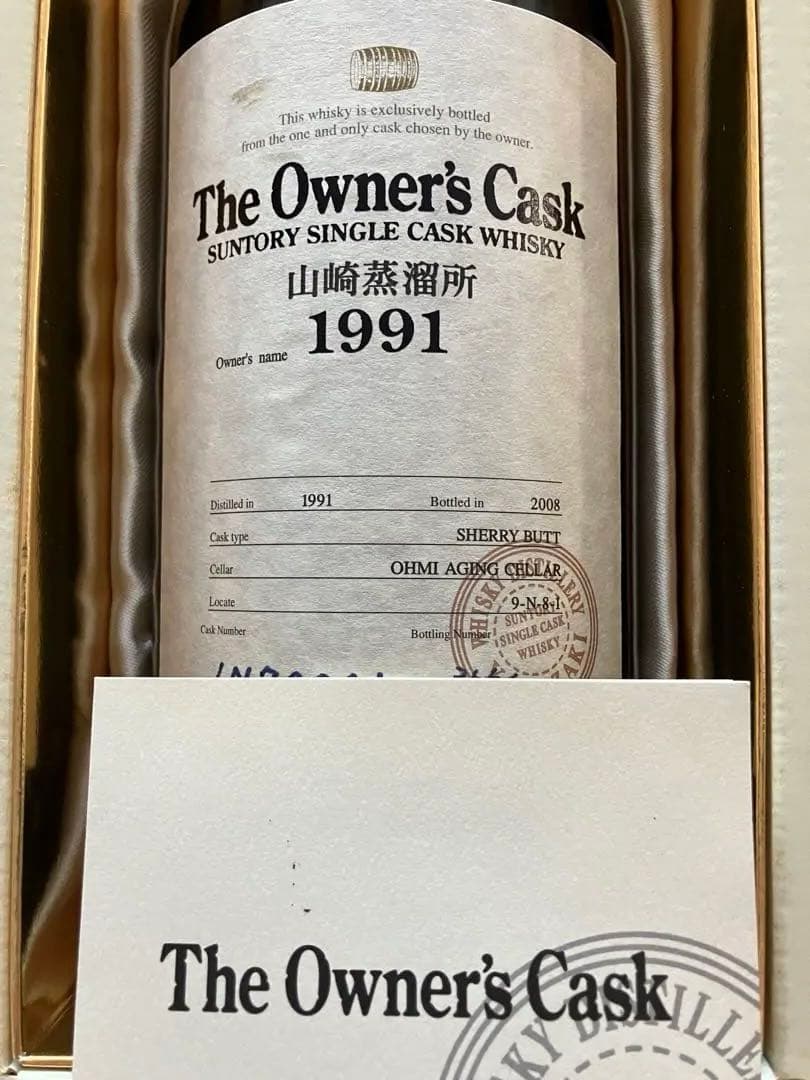 This whisky is exclusively bottled
from the one and only cask chosen by the owner.
The Owner's Cask
SUNTORY SINGLE CASK WHISKY
山崎蒸溜所
1991
Owner's name
Distilled in 1991 Bottled in 2008
Cask type SHERRY BUTT
Cellar OHMI AGING CELLAR
Locate 9-N-8-1
Cask Number Bottling Number
WHISKY DISTILLERY
SUNTORY
SINGLE CASK
WHISKY
The Owner's Cask